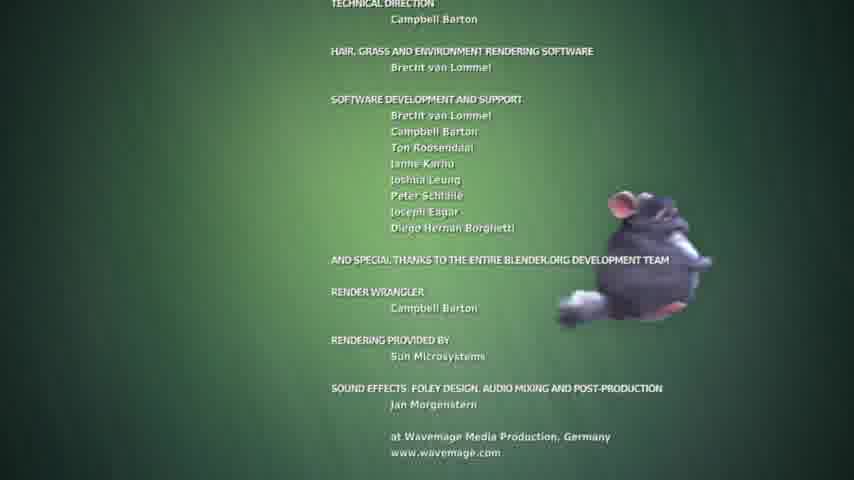 TECHNICAL DIRECTION
Campbell Barton
HAIR, GRASS AND ENVIRONMENT RENDERING SOFTWARE
Brecht van Lommel
SOFTWARE DEVELOPMENT AND SUPPORT
Brecht van Lommel
Campbell Barton
Ton Roosendaal
Janne Karhu
Joshua Leung
Peter Schlaile
Joseph Eagar
Diego Hernan Borghetti
AND SPECIAL THANKS TO THE ENTIRE BLENDER.ORG DEVELOPMENT TEAM
RENDER WRANGLER
Campbell Barton
RENDERING PROVIDED BY
Sun Microsystems
SOUND EFFECTS, FOLEY DESIGN, AUDIO MIXING AND POST-PRODUCTION
Jan Morgenstern
at Wavemage Media Production, Germany
www.wavemage.com